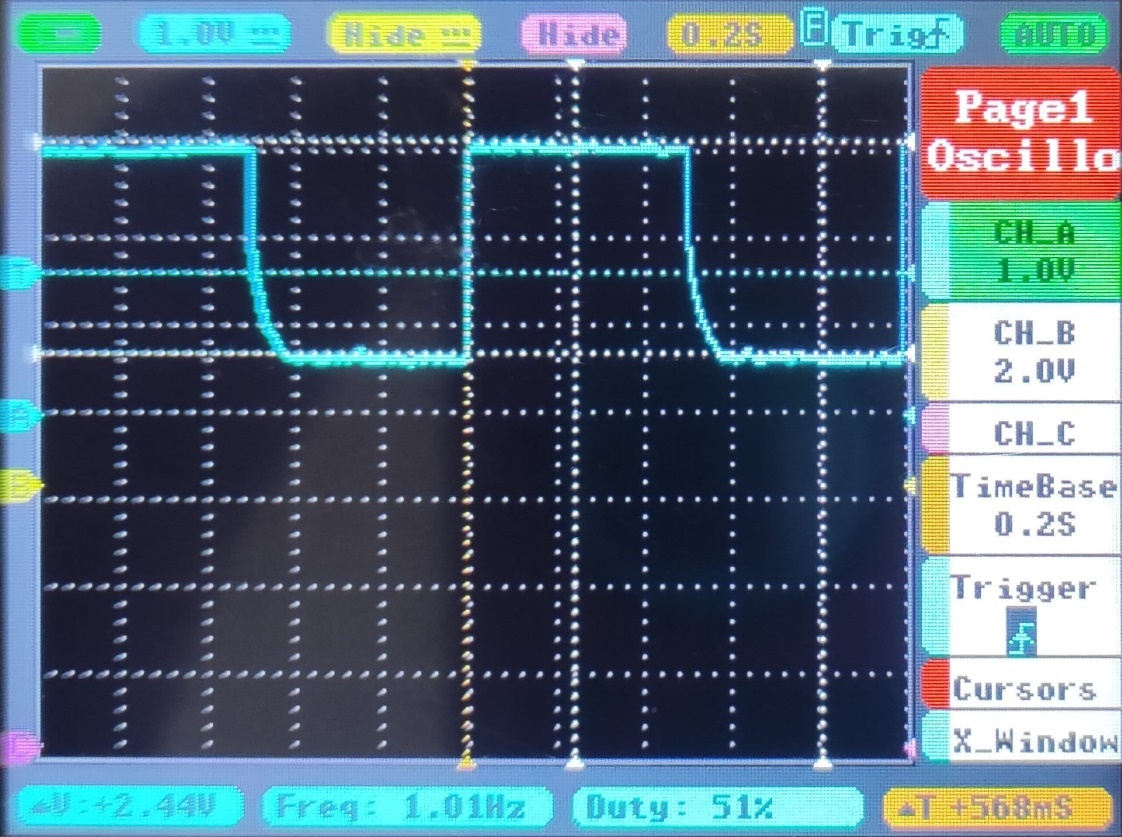 1.0V
Hide
Hide
0.2S
Trig
AUTO
Page1
Oscillo
CH_A
1.0V
CH_B
2.0V
CH_C
TimeBase
0.2S
Trigger
Cursors
X_Window
▲V:+2.44V
Freq: 1.01Hz
Duty: 51%
▲T +568mS